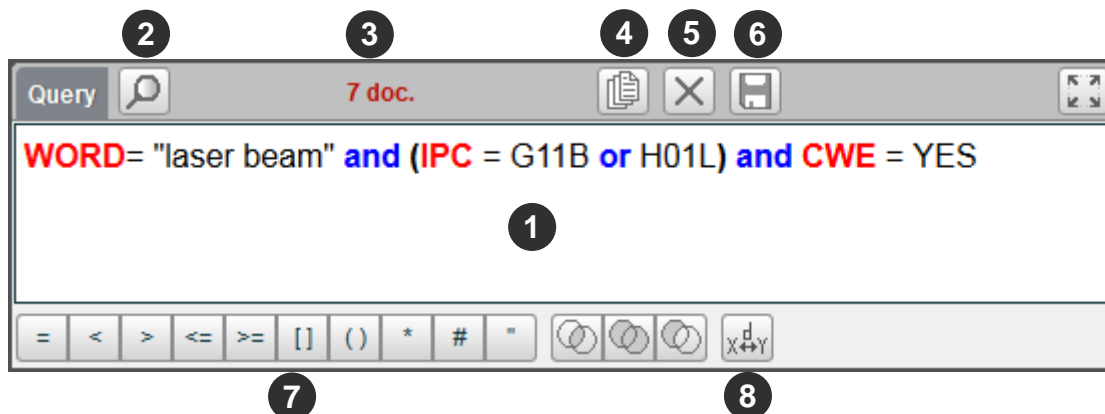 2 3 4 5 6
Query 7 doc.
WORD= "laser beam" and (IPC = G11B or H01L) and CWE = YES
1
= < > <= >= [ ] ( ) * # " X d Y
7 8